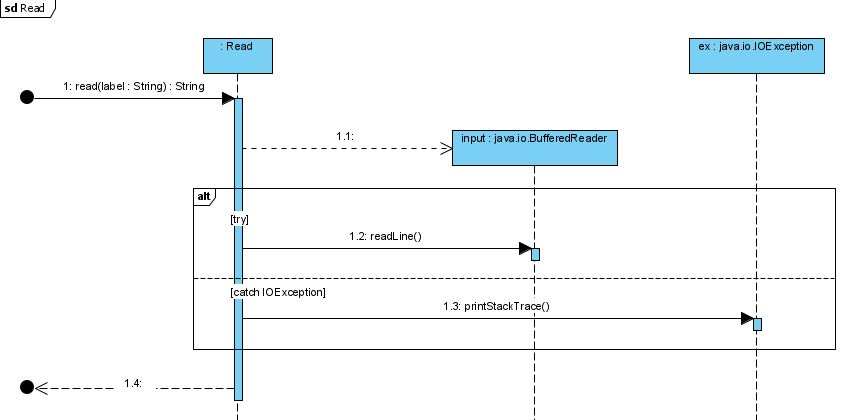 sd Read
: Read
ex : java.io.IOException
1: read(label : String) : String
1.1:
input : java.io.BufferedReader
alt
[try]
1.2: readLine()
[catch IOException]
1.3: printStackTrace()
1.4: